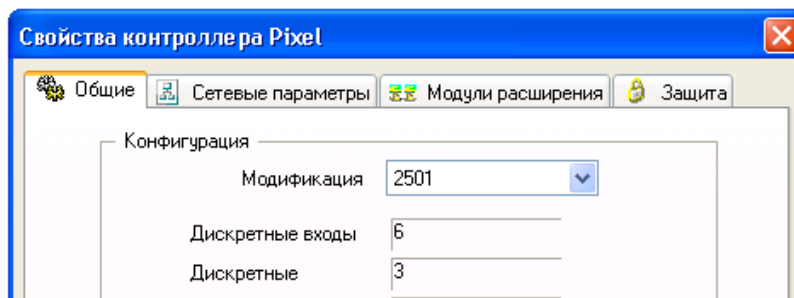 Свойства контроллера Pixel
Общие Сетевые параметры Модули расширения Защита
Конфигурация
Модификация 2501
Дискретные входы 6
Дискретные 3